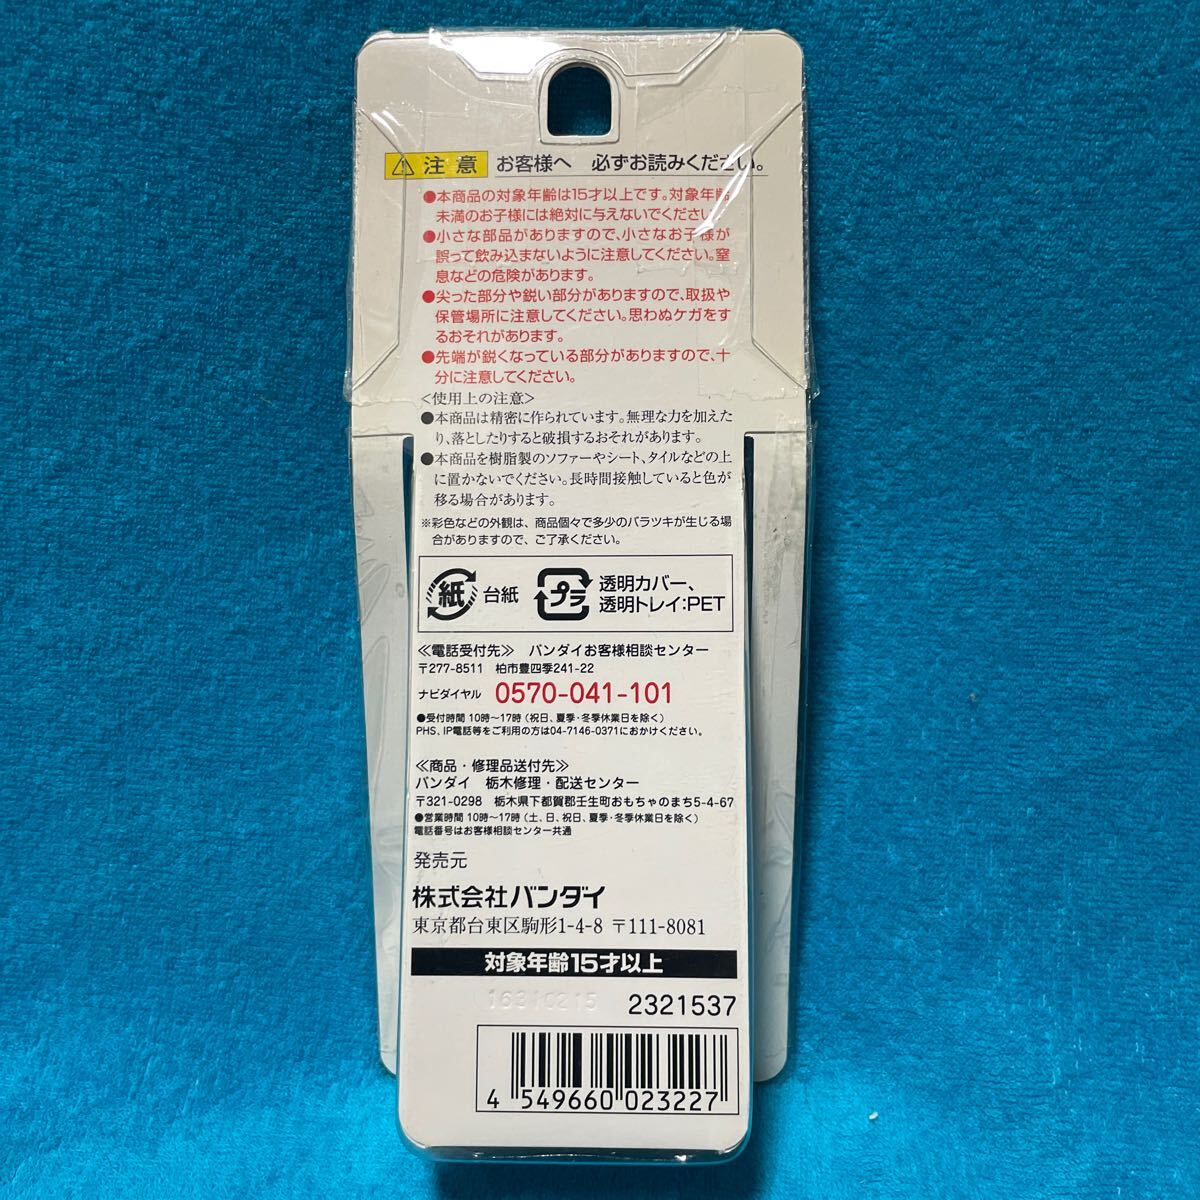 注意 お客様へ 必ずお読みください。
●本商品の対象年齢は15才以上です。対象年齢
未満のお子様には絶対に与えないでください
●小さな部品がありますので、小さなお子様が
誤って飲み込まないように注意してください。窒
息などの危険があります。
●尖った部分や鋭い部分がありますので、取扱や
保管場所に注意してください。思わぬケガをす
るおそれがあります。
●先端が鋭くなっている部分がありますので、十
分に注意してください。
<使用上の注意>
●本商品は精密に作られています。無理な力を加えた
り、落としたりすると破損するおそれがあります。
●本商品を樹脂製のソファーやシート、タイルなどの上
に置かないでください。長時間接触していると色が
移る場合があります。
※彩色などの外観は、商品個々で多少のバラツキが生じる場
合がありますので、ご了承ください。
紙 台紙 プラ 透明カバー、
透明トレイ:PET
≪電話受付先≫ バンダイお客様相談センター
〒277-8511 柏市豊四季241-22
ナビダイヤル 0570-041-101
●受付時間 10時~17時(祝日、夏季・冬季休業日を除く)
PHS、IP電話等をご利用の方は04-7146-0371におかけください。
≪商品・修理品送付先≫
バンダイ 栃木修理・配送センター
〒321-0298 栃木県下都賀郡壬生町おもちゃのまち5-4-67
●営業時間 10時~17時(土、日、祝日、夏季・冬季休業日を除く)
電話番号はお客様相談センター共通
発売元
株式会社バンダイ
東京都台東区駒形1-4-8 〒111-8081
対象年齢15才以上
2321537
4 549660 023227